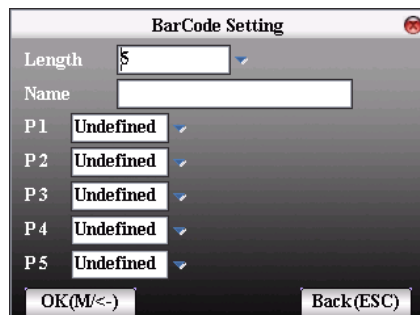 BarCode Setting
Length 5
Name
P1 Undefined
P2 Undefined
P3 Undefined
P4 Undefined
P5 Undefined
OK(M/<-) Back(ESC)